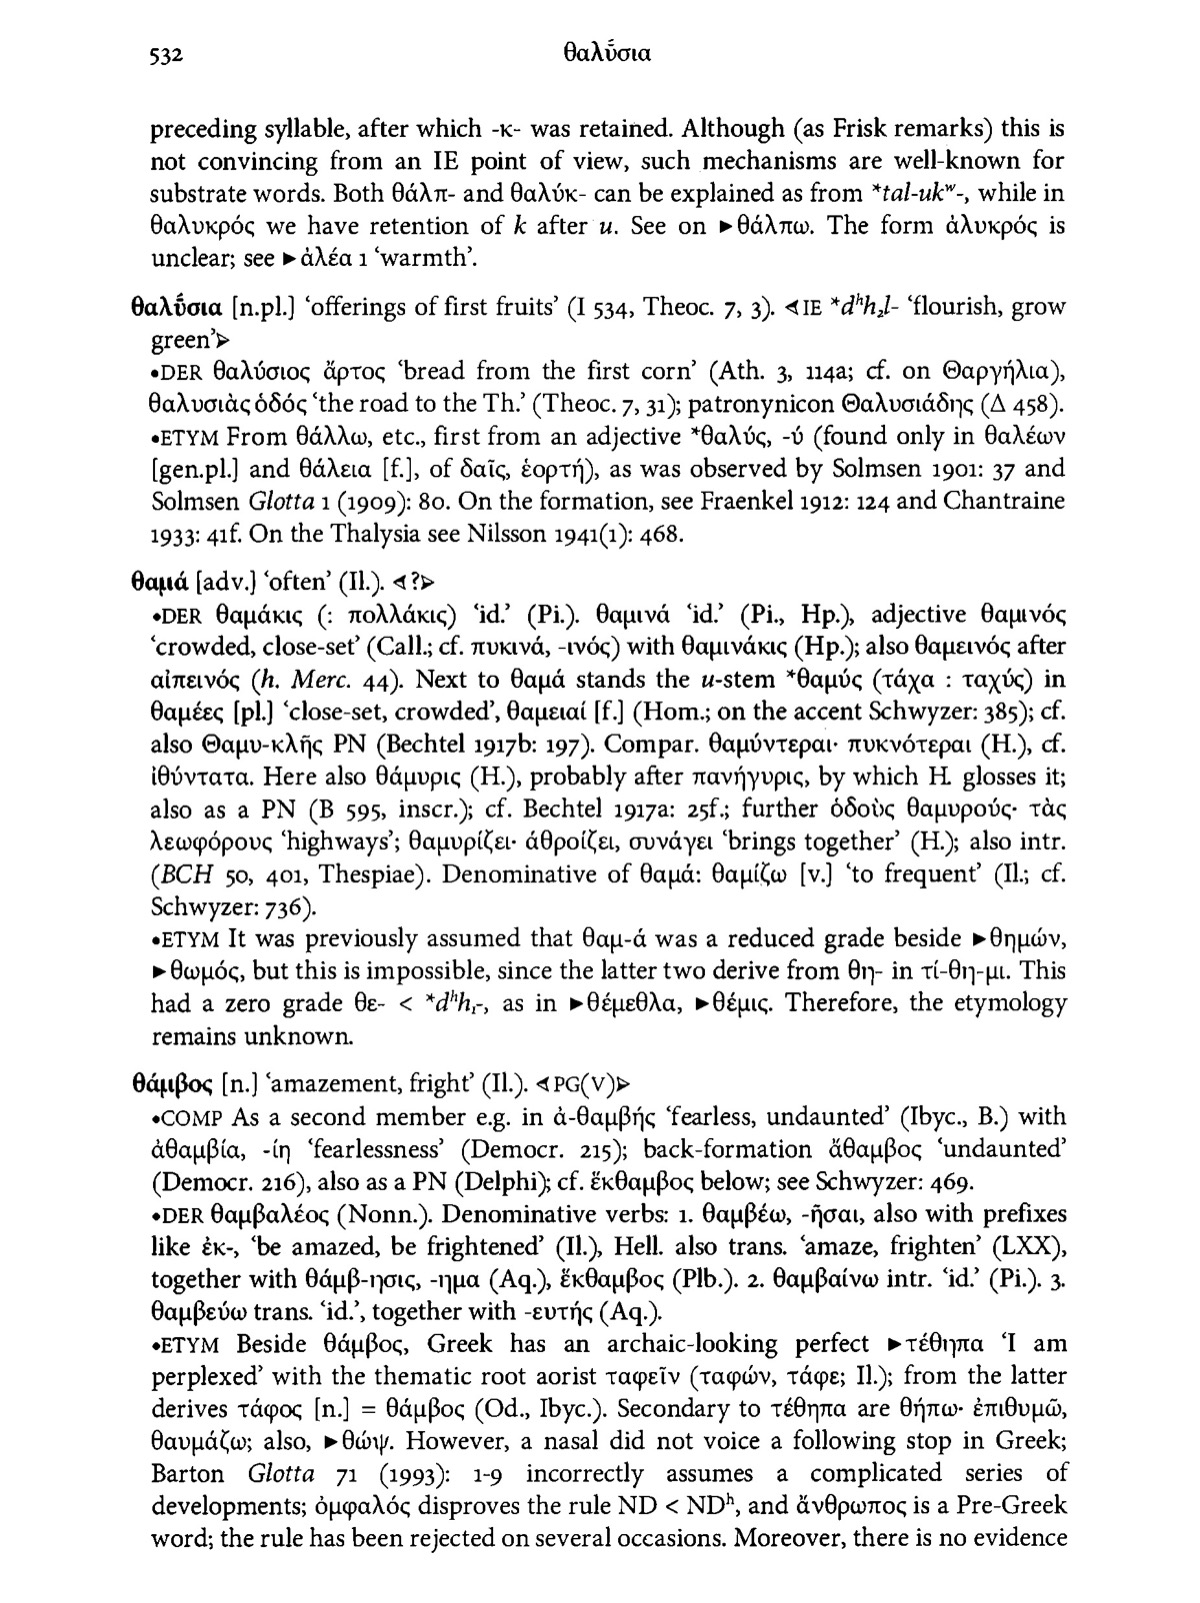 532
θαλῡ́σια
preceding syllable, after which -κ- was retained. Although (as Frisk remarks) this is
not convincing from an IE point of view, such mechanisms are well-known for
substrate words. Both θάλπ- and θαλύκ- can be explained as from *tal-ukʷ-, while in
θαλυκρός we have retention of k after u. See on ►θάλπω. The form ἀλυκρός is
unclear; see ►ἀλέα 1 ‘warmth’.
θαλῡ́σια [n.pl.] ‘offerings of first fruits’ (I 534, Theoc. 7, 3). ⋖IE *dʰh₂l- ‘flourish, grow
green’⋗
•DER θαλύσιος ἄρτος ‘bread from the first corn’ (Ath. 3, 114a; cf. on Θαργήλια),
θαλυσιὰς ὁδός ‘the road to the Th.’ (Theoc. 7, 31); patronynicon Θαλυσιάδης (Δ 458).
•ETYM From θάλλω, etc., first from an adjective *θαλύς, -ύ (found only in θαλέων
[gen.pl.] and θάλεια [f.], of δαῖς, ἑορτή), as was observed by Solmsen 1901: 37 and
Solmsen Glotta 1 (1909): 80. On the formation, see Fraenkel 1912: 124 and Chantraine
1933: 41f. On the Thalysia see Nilsson 1941(1): 468.
θαμά [adv.] ‘often’ (Il.). ⋖?⋗
•DER θαμάκις (: πολλάκις) ‘id.’ (Pi.). θαμινά ‘id.’ (Pi., Hp.), adjective θαμινός
‘crowded, close-set’ (Call.; cf. πυκινά, -ινός) with θαμινάκις (Hp.); also θαμεινός after
αἰπεινός (h. Merc. 44). Next to θαμά stands the u-stem *θαμύς (τάχα : ταχύς) in
θαμέες [pl.] ‘close-set, crowded’, θαμειαί [f.] (Hom.; on the accent Schwyzer: 385); cf.
also Θαμυ-κλῆς PN (Bechtel 1917b: 197). Compar. θαμύντεραι· πυκνότεραι (H.), cf.
ἰθύντατα. Here also θάμυρις (H.), probably after πανήγυρις, by which H. glosses it;
also as a PN (B 595, inscr.); cf. Bechtel 1917a: 25f.; further ὁδοὺς θαμυρούς· τὰς
λεωφόρους ‘highways’; θαμυρίζει· ἀθροίζει, συνάγει ‘brings together’ (H.); also intr.
(BCH 50, 401, Thespiae). Denominative of θαμά: θαμίζω [v.] ‘to frequent’ (Il.; cf.
Schwyzer: 736).
•ETYM It was previously assumed that θαμ-ά was a reduced grade beside ►θημών,
►θωμός, but this is impossible, since the latter two derive from θη- in τί-θη-μι. This
had a zero grade θε- < *dʰh₁-, as in ►θέμεθλα, ►θέμις. Therefore, the etymology
remains unknown.
θάμβος [n.] ‘amazement, fright’ (Il.). ⋖PG(V)⋗
•COMP As a second member e.g. in ἀ-θαμβής ‘fearless, undaunted’ (Ibyc., B.) with
ἀθαμβία, -ίη ‘fearlessness’ (Democr. 215); back-formation ἄθαμβος ‘undaunted’
(Democr. 216), also as a PN (Delphi); cf. ἔκθαμβος below; see Schwyzer: 469.
•DER θαμβαλέος (Nonn.). Denominative verbs: 1. θαμβέω, -ῆσαι, also with prefixes
like ἐκ-, ‘be amazed, be frightened’ (Il.), Hell. also trans. ‘amaze, frighten’ (LXX),
together with θάμβ-ησις, -ημα (Aq.), ἔκθαμβος (Plb.). 2. θαμβαίνω intr. ‘id.’ (Pi.). 3.
θαμβεύω trans. ‘id.’, together with -ευτής (Aq.).
•ETYM Beside θάμβος, Greek has an archaic-looking perfect ►τέθηπα ‘I am
perplexed’ with the thematic root aorist ταφεῖν (ταφών, τάφε; Il.); from the latter
derives τάφος [n.] = θάμβος (Od., Ibyc.). Secondary to τέθηπα are θήπω· ἐπιθυμῶ,
θαυμάζω; also, ►θώψ. However, a nasal did not voice a following stop in Greek;
Barton Glotta 71 (1993): 1-9 incorrectly assumes a complicated series of
developments; ὀμφαλός disproves the rule ND < NDʰ, and ἄνθρωπος is a Pre-Greek
word; the rule has been rejected on several occasions. Moreover, there is no evidence